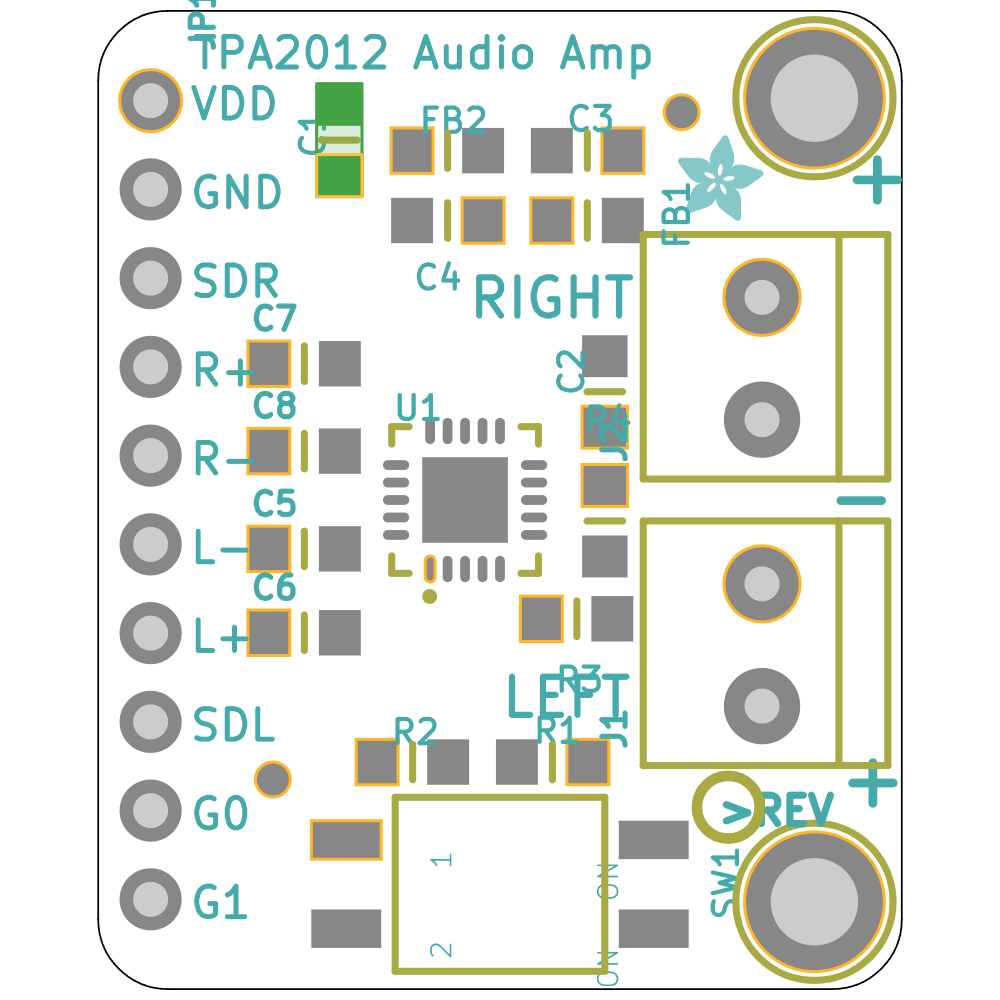 JP1
TPA2012 Audio Amp
VDD
C1
FB2
C3
+
GND
FB1
SDR
C4
RIGHT
C7
R+
C2
C8
U1
R4
J2
R-
C5
-
L-
C6
L+
R3
LEFT
J1
SDL
R2
R1
+
G0
> REV
1
ON
SW1
G1
2
ON